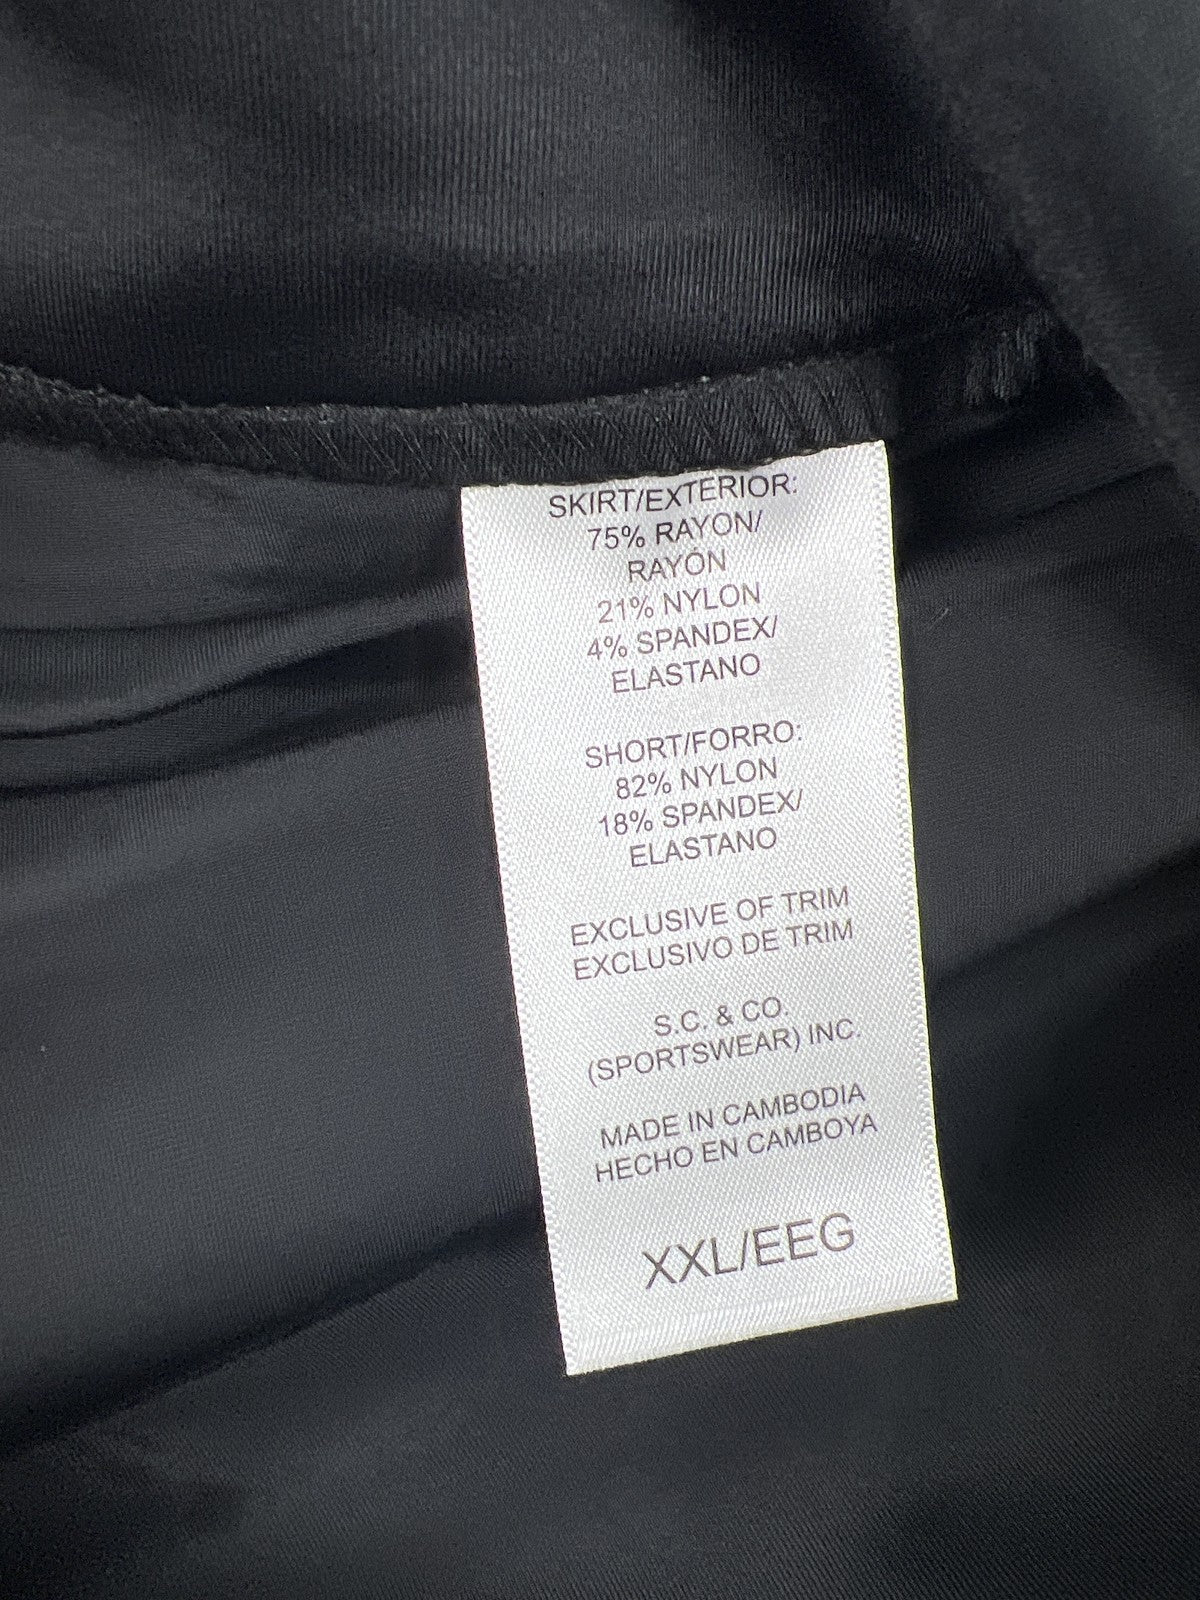 SKIRT/EXTERIOR:
75% RAYON/
RAYÓN
21% NYLON
4% SPANDEX/
ELASTANO
SHORT/FORRO:
82% NYLON
18% SPANDEX/
ELASTANO
EXCLUSIVE OF TRIM
EXCLUSIVO DE TRIM
S.C. & CO.
(SPORTSWEAR) INC.
MADE IN CAMBODIA
HECHO EN CAMBOYA
XXL/EEG